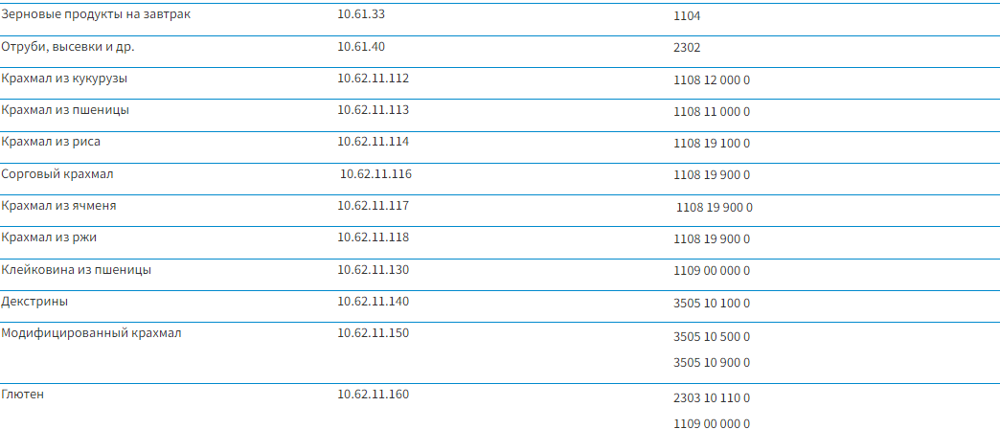 Зерновые продукты на завтрак 10.61.33 1104
Отруби, высевки и др. 10.61.40 2302
Крахмал из кукурузы 10.62.11.112 1108 12 000 0
Крахмал из пшеницы 10.62.11.113 1108 11 000 0
Крахмал из риса 10.62.11.114 1108 19 100 0
Сорговый крахмал 10.62.11.116 1108 19 900 0
Крахмал из ячменя 10.62.11.117 1108 19 900 0
Крахмал из ржи 10.62.11.118 1108 19 900 0
Клейковина из пшеницы 10.62.11.130 1109 00 000 0
Декстрины 10.62.11.140 3505 10 100 0
Модифицированный крахмал 10.62.11.150 3505 10 500 0
3505 10 900 0
Глютен 10.62.11.160 2303 10 110 0
1109 00 000 0